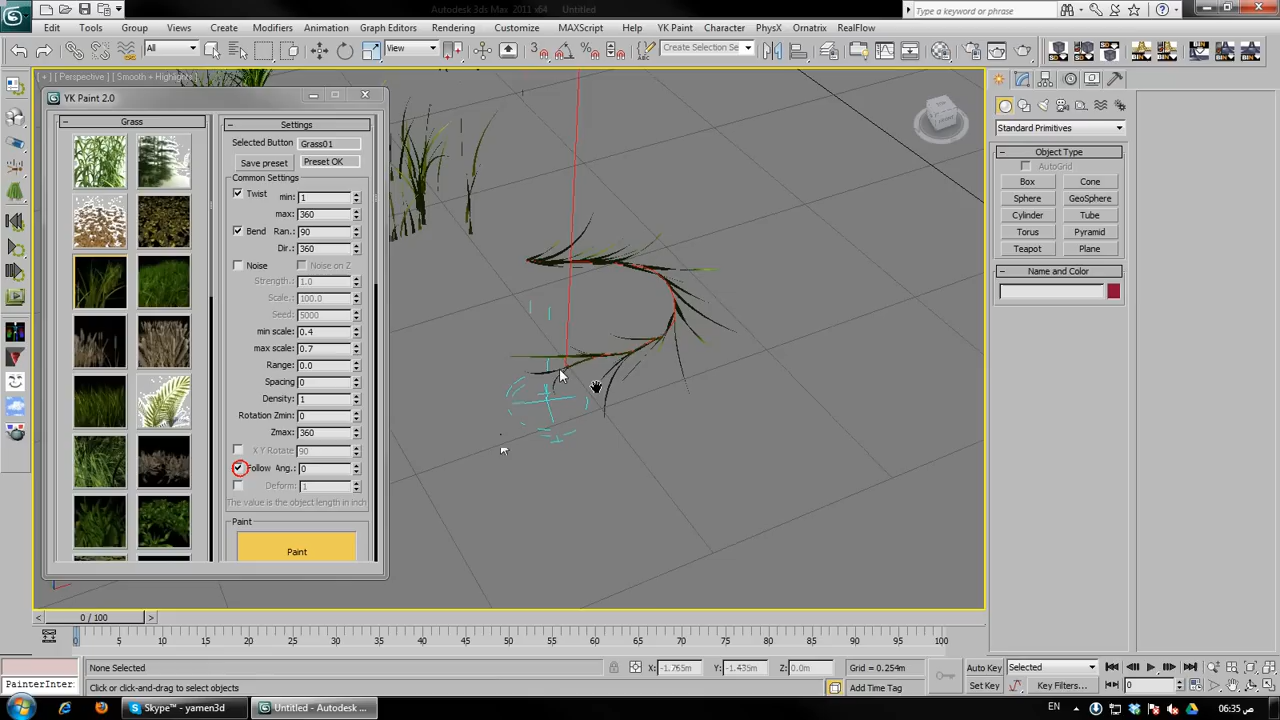 Autodesk 3ds Max 2011 x64 Untitled
Type a keyword or phrase
Edit Tools Group Views Create Modifiers Animation Graph Editors Rendering Customize MAXScript YK Paint Character PhysX Ornatrix RealFlow
All View Create Selection Se
[ + ] [ Perspective ] [ Smooth + Highlights ]
YK Paint 2.0
Grass
Settings
Selected Button Grass01
Save preset Preset OK
Common Settings
Twist min: 1
max: 360
Bend Ran.: 90
Dir.: 360
Noise Noise on Z
Strength.: 1.0
Scale.: 100.0
Seed: 5000
min scale: 0.4
max scale: 0.7
Range: 0.0
Spacing 0
Density: 1
Rotation Zmin: 0
Zmax: 360
X Y Rotate 90
Follow Ang.: 0
Deform: 1
The value is the object length in inch
Paint
Paint
Standard Primitives
Object Type
AutoGrid
Box Cone
Sphere GeoSphere
Cylinder Tube
Torus Pyramid
Teapot Plane
Name and Color
0 / 100
0 5 10 15 20 25 30 35 40 45 50 55 60 65 70 75 80 85 90 95 100
None Selected X: -1.765m Y: -1.435m Z: 0.0m Grid = 0.254m Auto Key Selected
PainterInter Click or click-and-drag to select objects Add Time Tag Set Key Key Filters... 0
Skype™ - yamen3d Untitled - Autodesk ... EN 06:35 ص